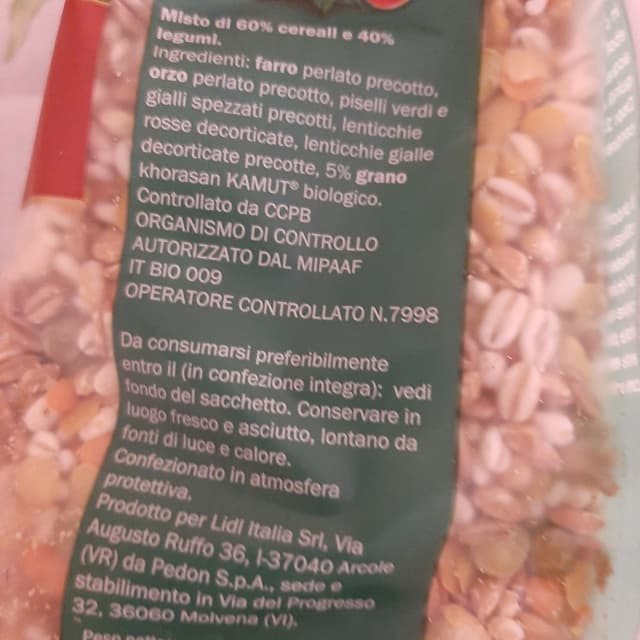 Misto di 60% cereali e 40%
legumi.
Ingredienti: farro perlato precotto,
orzo perlato precotto, piselli verdi e
gialli spezzati precotti, lenticchie
rosse decorticate, lenticchie gialle
decorticate precotte, 5% grano
khorasan KAMUT® biologico.
Controllato da CCPB
ORGANISMO DI CONTROLLO
AUTORIZZATO DAL MIPAAF
IT BIO 009
OPERATORE CONTROLLATO N.7998
Da consumarsi preferibilmente
entro il (in confezione integra): vedi
fondo del sacchetto. Conservare in
luogo fresco e asciutto, lontano da
fonti di luce e calore.
Confezionato in atmosfera
protettiva.
Prodotto per Lidl Italia Srl, Via
Augusto Ruffo 36, I-37040 Arcole
(VR) da Pedon S.p.A., sede e
stabilimento in Via del Progresso
32, 36060 Molvena (VI).
Peso